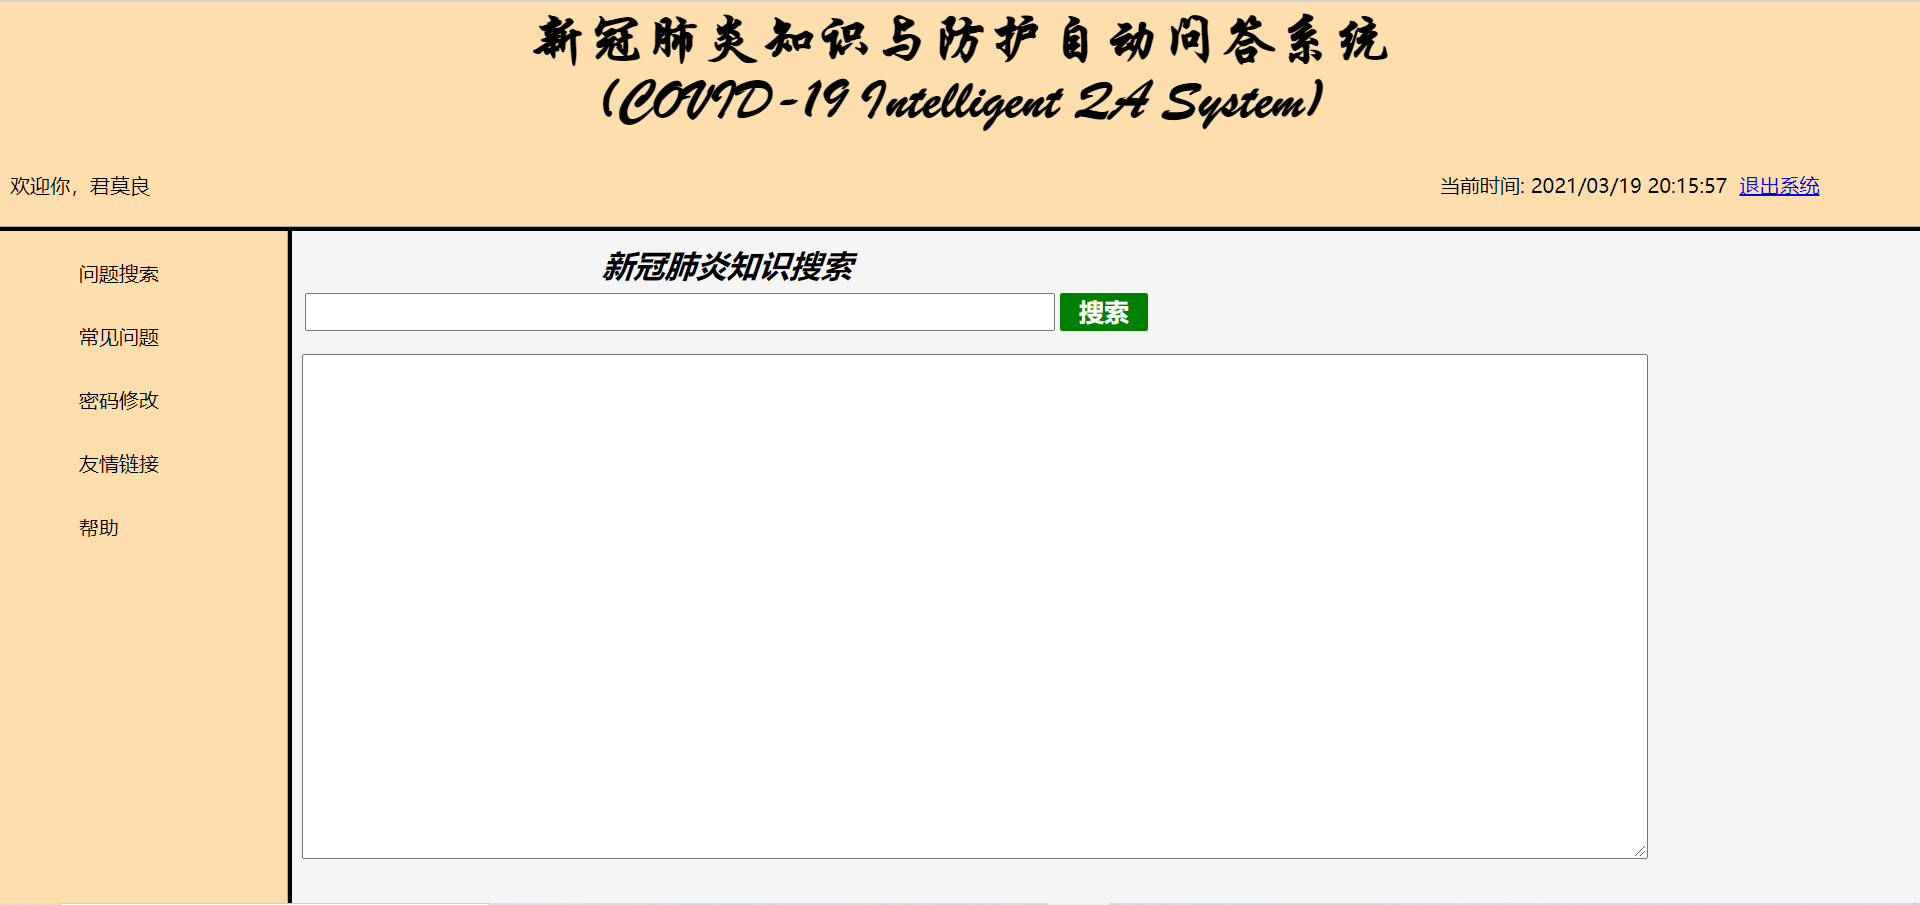 新冠肺炎知识与防护自动问答系统
(COVID-19 Intelligent QA System)
欢迎你，君莫良
当前时间: 2021/03/19 20:15:57 退出系统
问题搜索
常见问题
密码修改
友情链接
帮助
新冠肺炎知识搜索
搜索